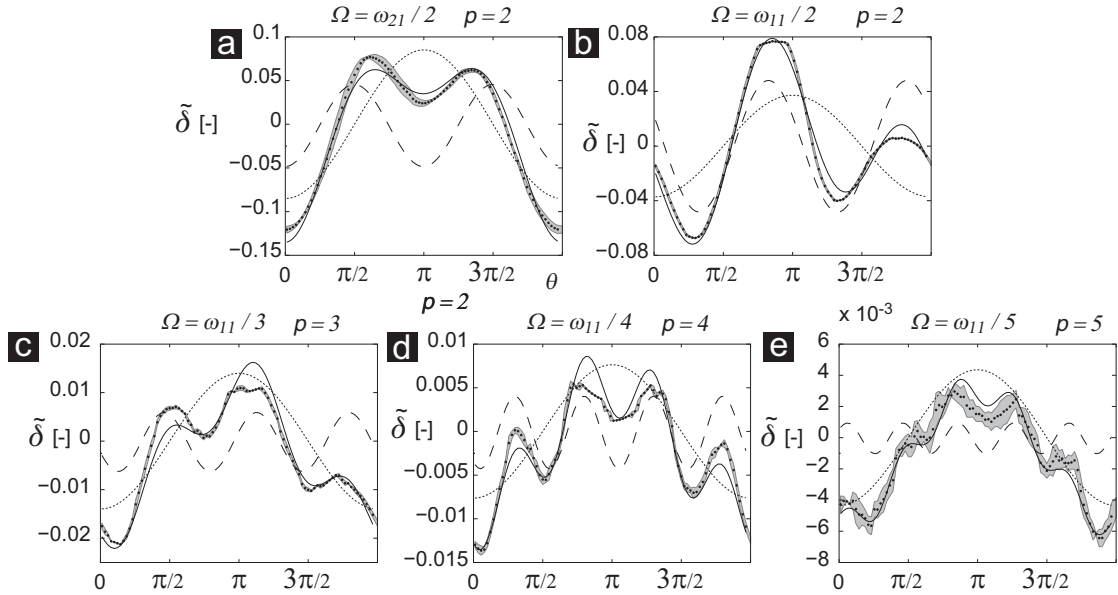 Ω = ω21 / 2 p = 2
Ω = ω11 / 2 p = 2
a
b
0.1
0.05
0
−0.05
−0.1
−0.15
δ̃ [-]
0 π/2 π 3π/2 θ
0.08
0.04
0
−0.04
−0.08
δ̃ [-]
0 π/2 π 3π/2
p = 2
Ω = ω11 / 3 p = 3
Ω = ω11 / 4 p = 4
x 10-3 Ω = ω11 / 5 p = 5
c
d
e
0.02
0.01
0
−0.01
−0.02
δ̃ [-]
0 π/2 π 3π/2
0.01
0.005
0
−0.005
−0.01
−0.015
δ̃ [-]
0 π/2 π 3π/2
6
4
2
0
−2
−4
−6
−8
δ̃ [-]
0 π/2 π 3π/2